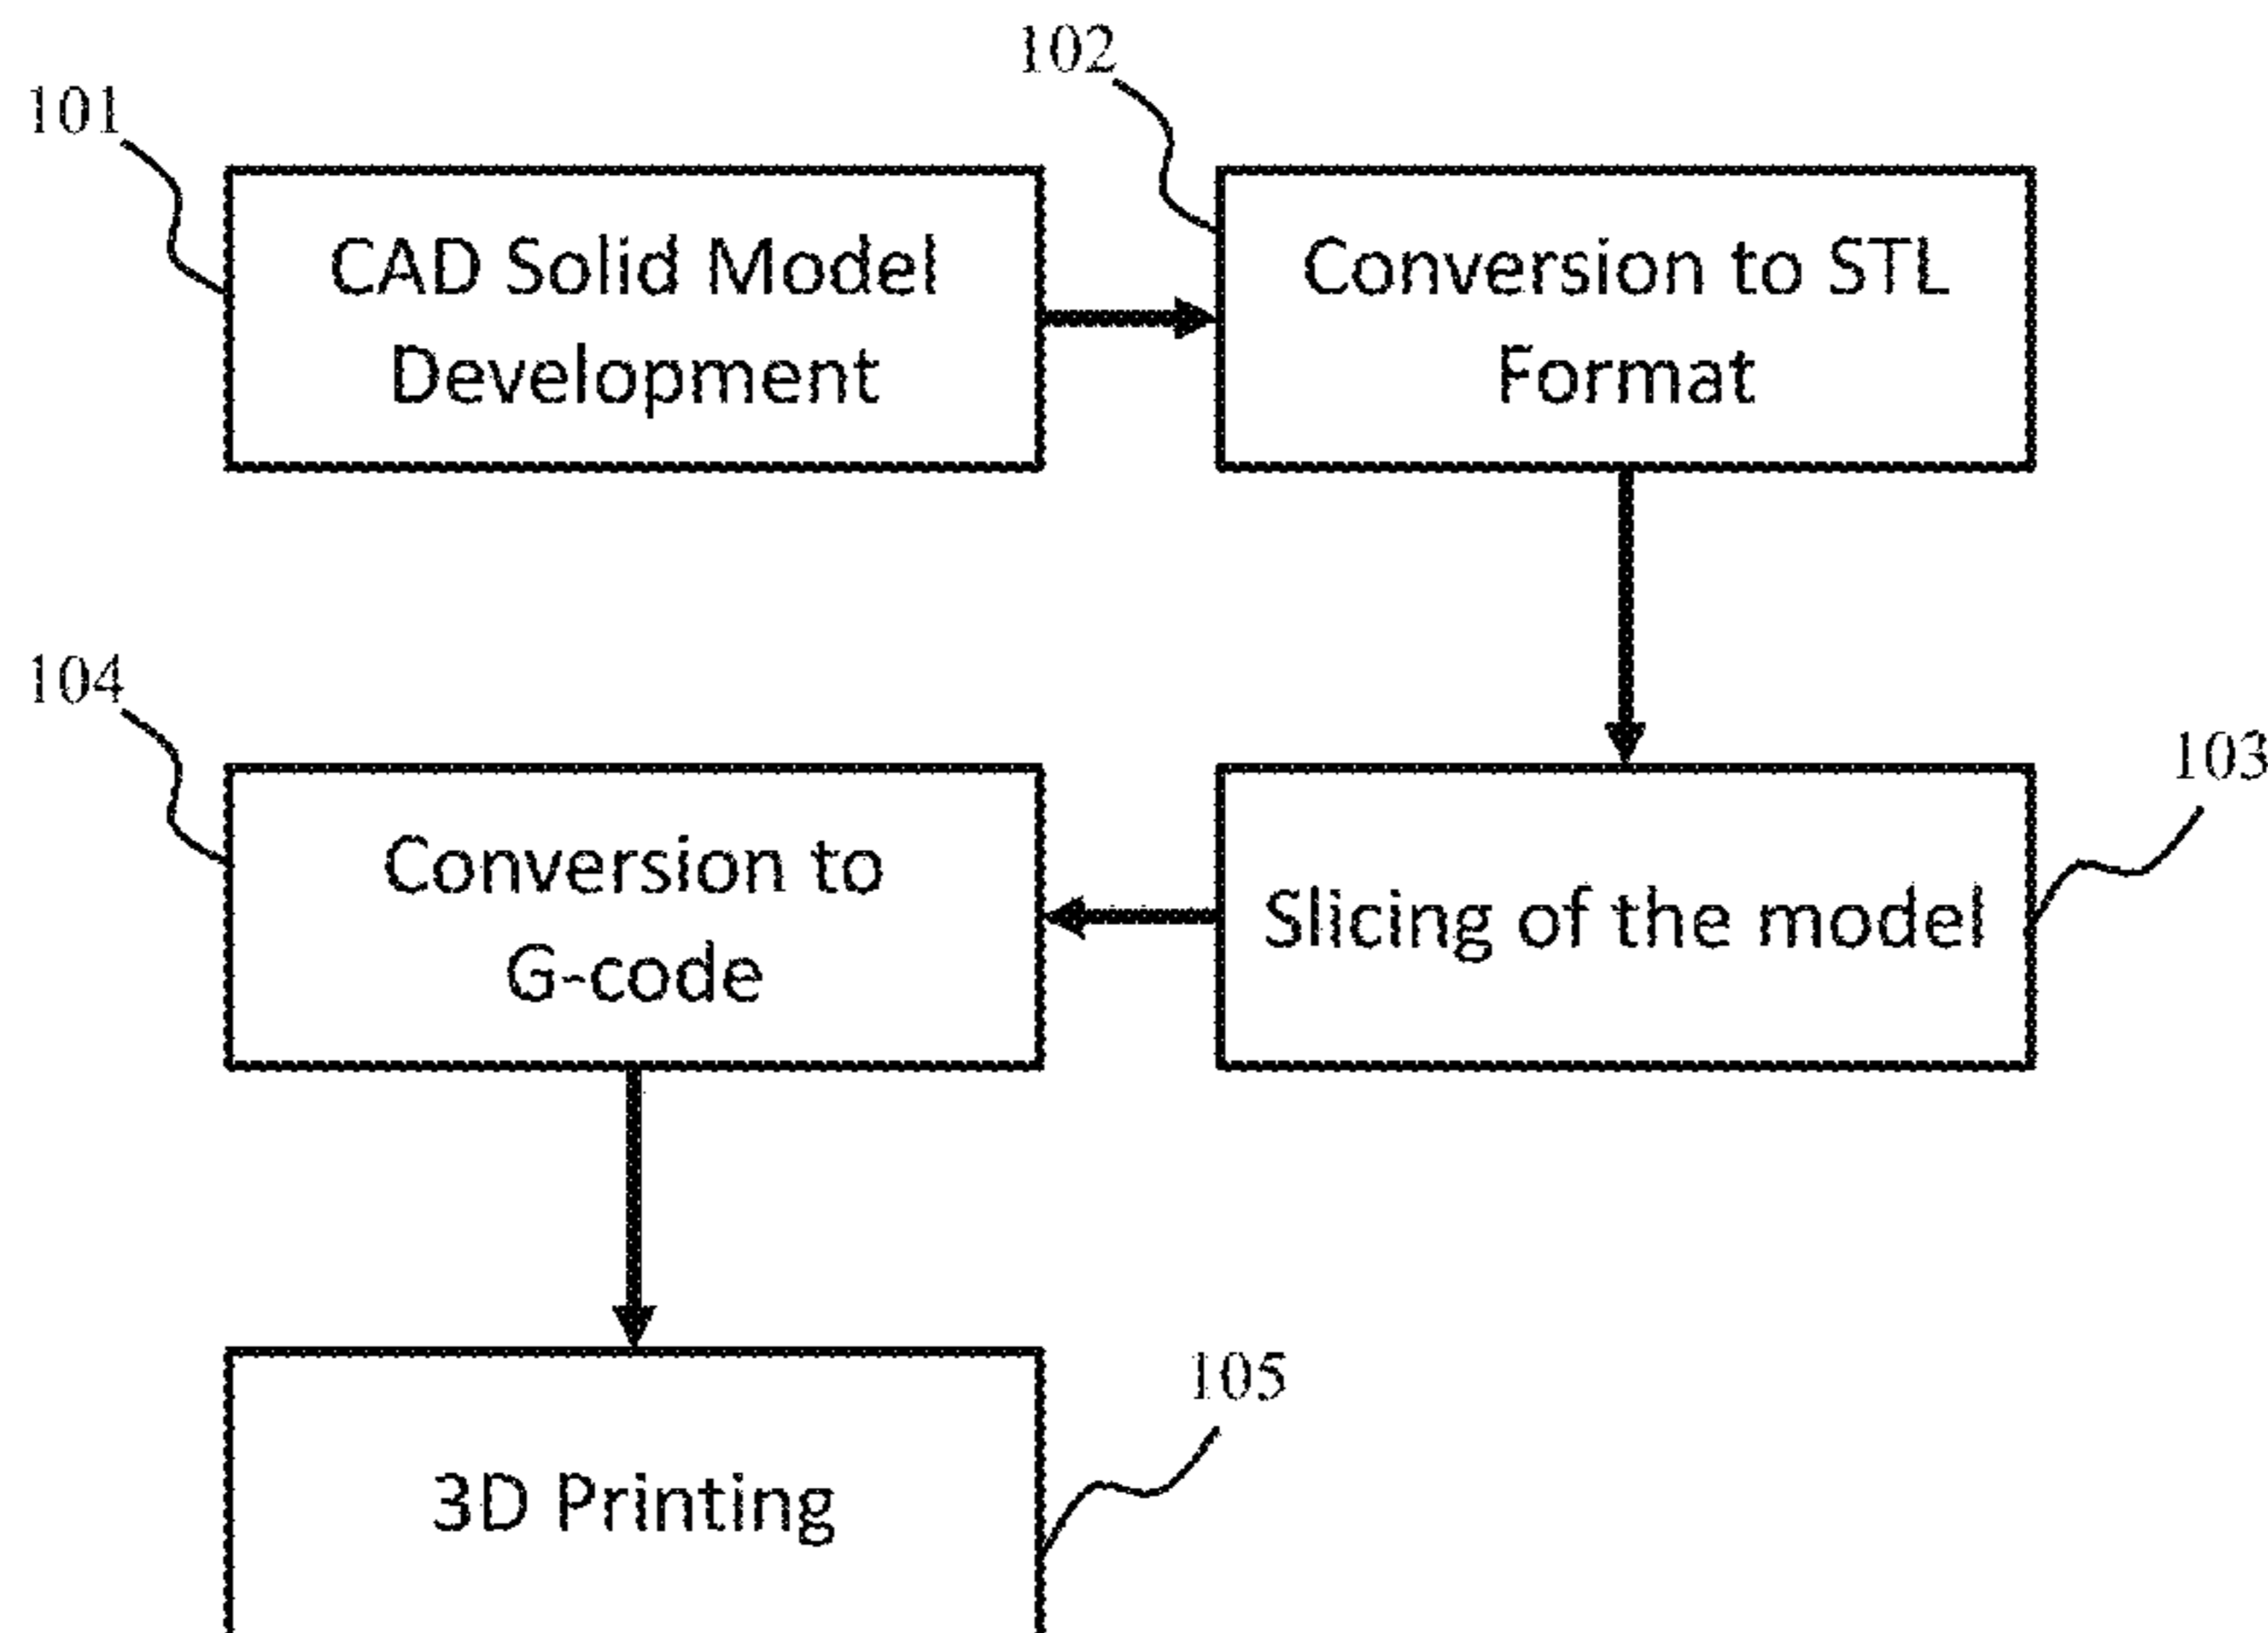 101
102
CAD Solid Model
Development
Conversion to STL
Format
104
103
Conversion to
G-code
Slicing of the model
105
3D Printing